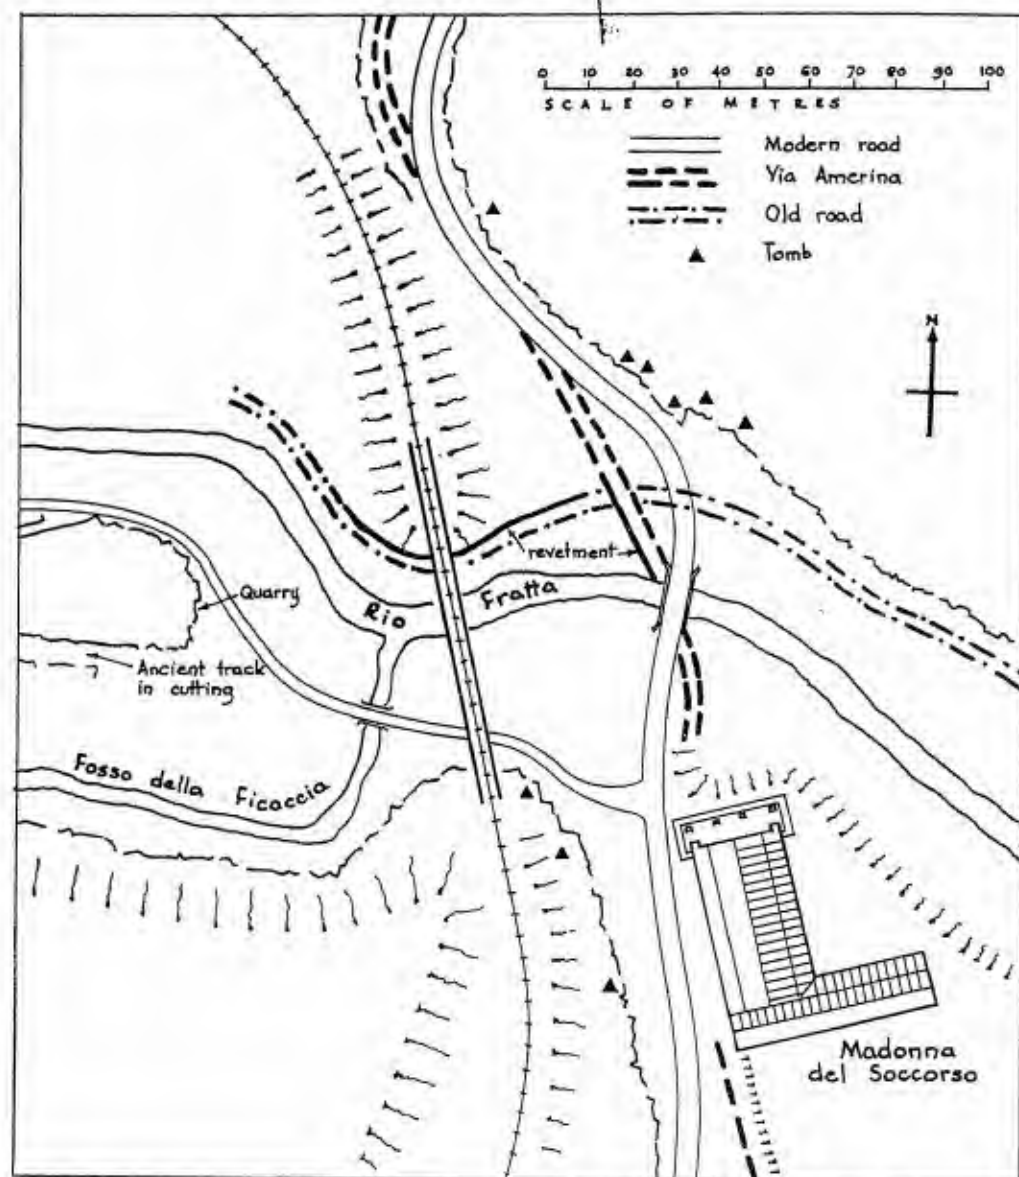 0 10 20 30 40 50 60 70 80 90 100
SCALE OF METRES
Modern road
Via Amerina
Old road
Tomb
N
revetment
Rio Fratta
Quarry
Ancient track
in cutting
Fosso della Ficaccia
Madonna
del Soccorso